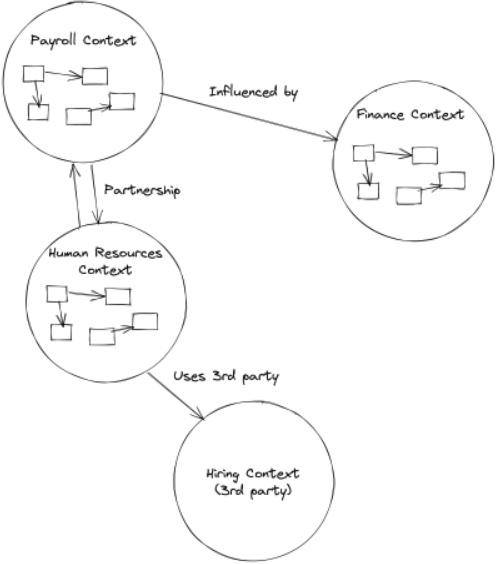 Payroll Context
Influenced by
Finance Context
Partnership
Human Resources
Context
Uses 3rd party
Hiring Context
(3rd party)